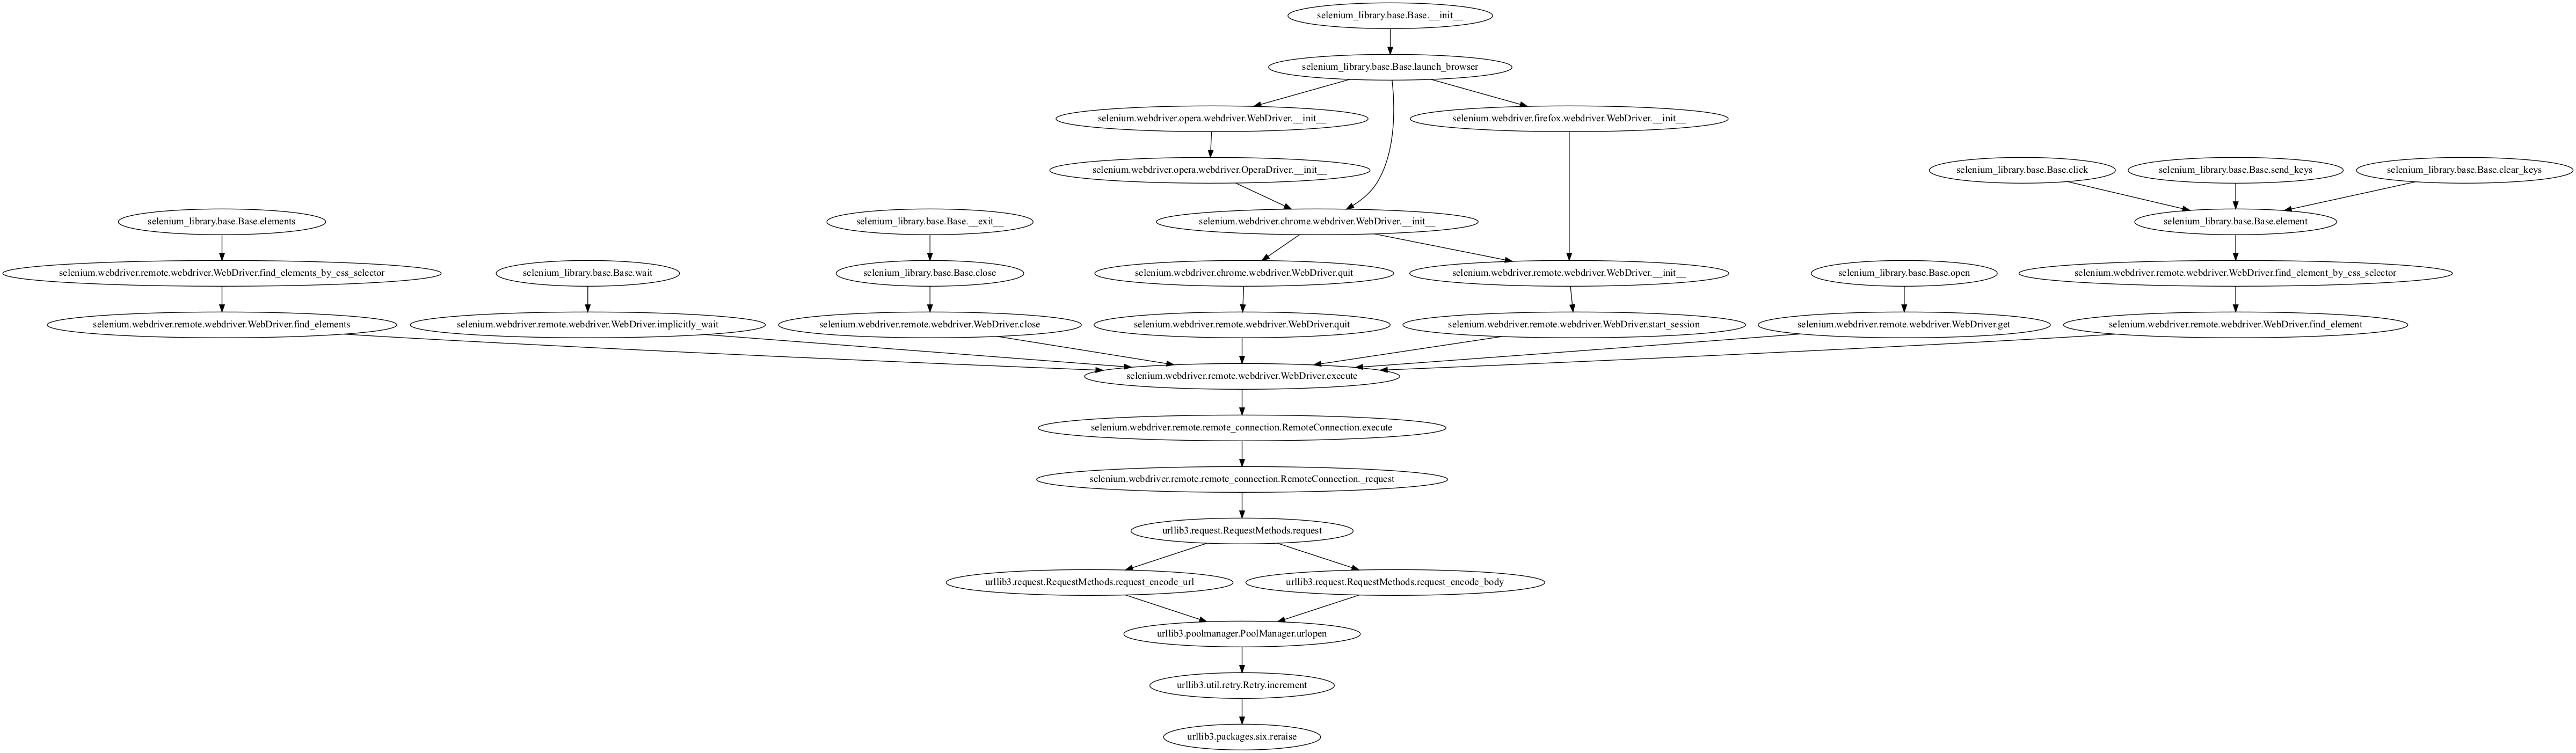 selenium_library.base.Base.__init__
selenium_library.base.Base.launch_browser
selenium.webdriver.opera.webdriver.WebDriver.__init__
selenium.webdriver.firefox.webdriver.WebDriver.__init__
selenium.webdriver.opera.webdriver.OperaDriver.__init__
selenium_library.base.Base.click
selenium_library.base.Base.send_keys
selenium_library.base.Base.clear_keys
selenium_library.base.Base.elements
selenium_library.base.Base.__exit__
selenium.webdriver.chrome.webdriver.WebDriver.__init__
selenium_library.base.Base.element
selenium.webdriver.remote.webdriver.WebDriver.find_elements_by_css_selector
selenium_library.base.Base.wait
selenium_library.base.Base.close
selenium.webdriver.chrome.webdriver.WebDriver.quit
selenium.webdriver.remote.webdriver.WebDriver.__init__
selenium_library.base.Base.open
selenium.webdriver.remote.webdriver.WebDriver.find_element_by_css_selector
selenium.webdriver.remote.webdriver.WebDriver.find_elements
selenium.webdriver.remote.webdriver.WebDriver.implicitly_wait
selenium.webdriver.remote.webdriver.WebDriver.close
selenium.webdriver.remote.webdriver.WebDriver.quit
selenium.webdriver.remote.webdriver.WebDriver.start_session
selenium.webdriver.remote.webdriver.WebDriver.get
selenium.webdriver.remote.webdriver.WebDriver.find_element
selenium.webdriver.remote.webdriver.WebDriver.execute
selenium.webdriver.remote.remote_connection.RemoteConnection.execute
selenium.webdriver.remote.remote_connection.RemoteConnection._request
urllib3.request.RequestMethods.request
urllib3.request.RequestMethods.request_encode_url
urllib3.request.RequestMethods.request_encode_body
urllib3.poolmanager.PoolManager.urlopen
urllib3.util.retry.Retry.increment
urllib3.packages.six.reraise